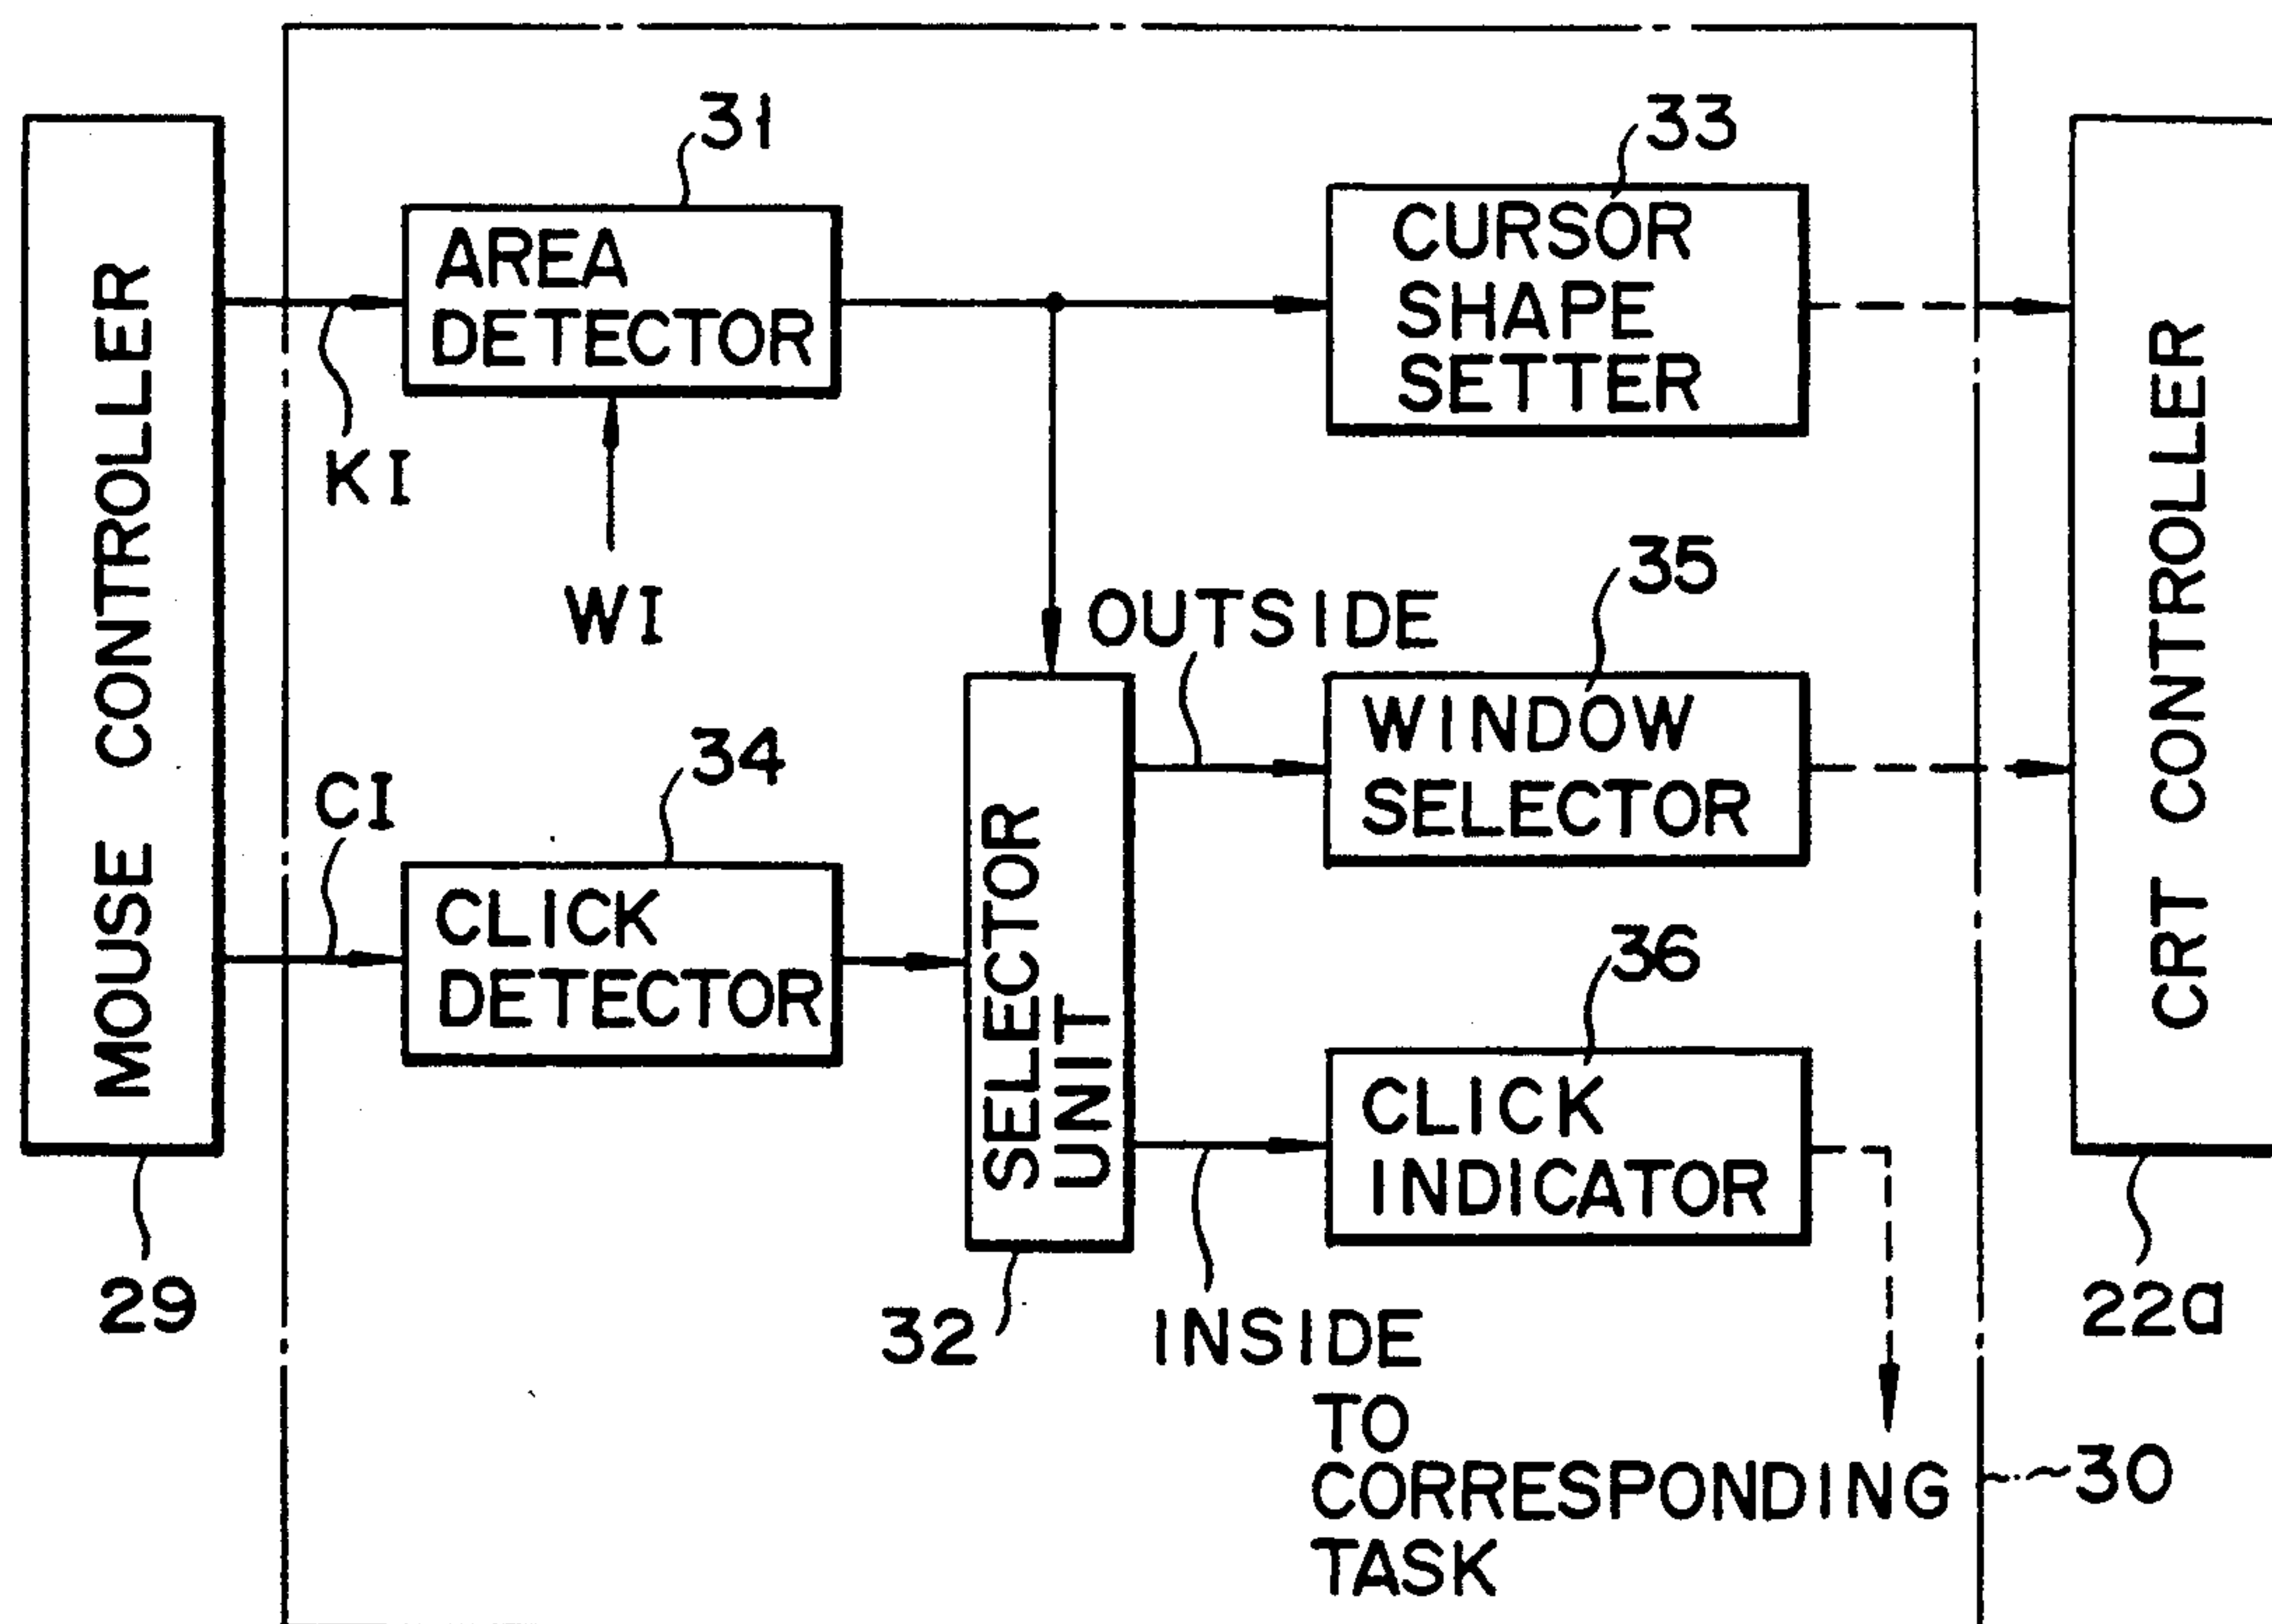 31
33
AREA
DETECTOR
CURSOR
SHAPE
SETTER
MOUSE CONTROLLER
KI
WI
OUTSIDE
35
CRT CONTROLLER
CI
34
WINDOW
SELECTOR
CLICK
DETECTOR
SELECTOR
UNIT
36
CLICK
INDICATOR
29
32
INSIDE
22a
TO
CORRESPONDING
TASK
30